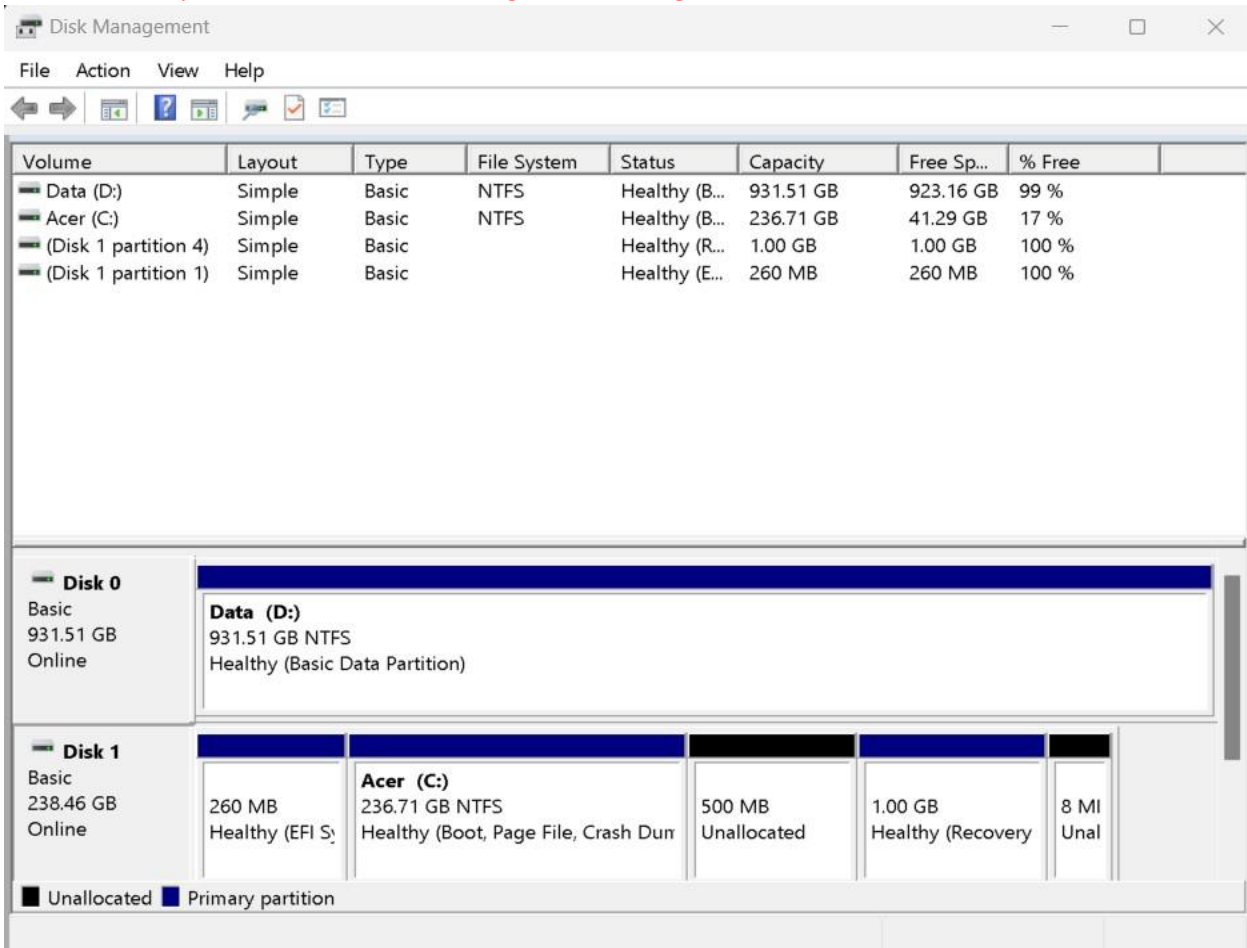 Disk Management
File Action View Help
Volume Layout Type File System Status Capacity Free Sp... % Free
Data (D:) Simple Basic NTFS Healthy (B... 931.51 GB 923.16 GB 99 %
Acer (C:) Simple Basic NTFS Healthy (B... 236.71 GB 41.29 GB 17 %
(Disk 1 partition 4) Simple Basic Healthy (R... 1.00 GB 1.00 GB 100 %
(Disk 1 partition 1) Simple Basic Healthy (E... 260 MB 260 MB 100 %
Disk 0
Basic
931.51 GB
Online
Data (D:)
931.51 GB NTFS
Healthy (Basic Data Partition)
Disk 1
Basic
238.46 GB
Online
260 MB
Healthy (EFI Sy
Acer (C:)
236.71 GB NTFS
Healthy (Boot, Page File, Crash Dum
500 MB
Unallocated
1.00 GB
Healthy (Recovery
8 MI
Unal
Unallocated Primary partition